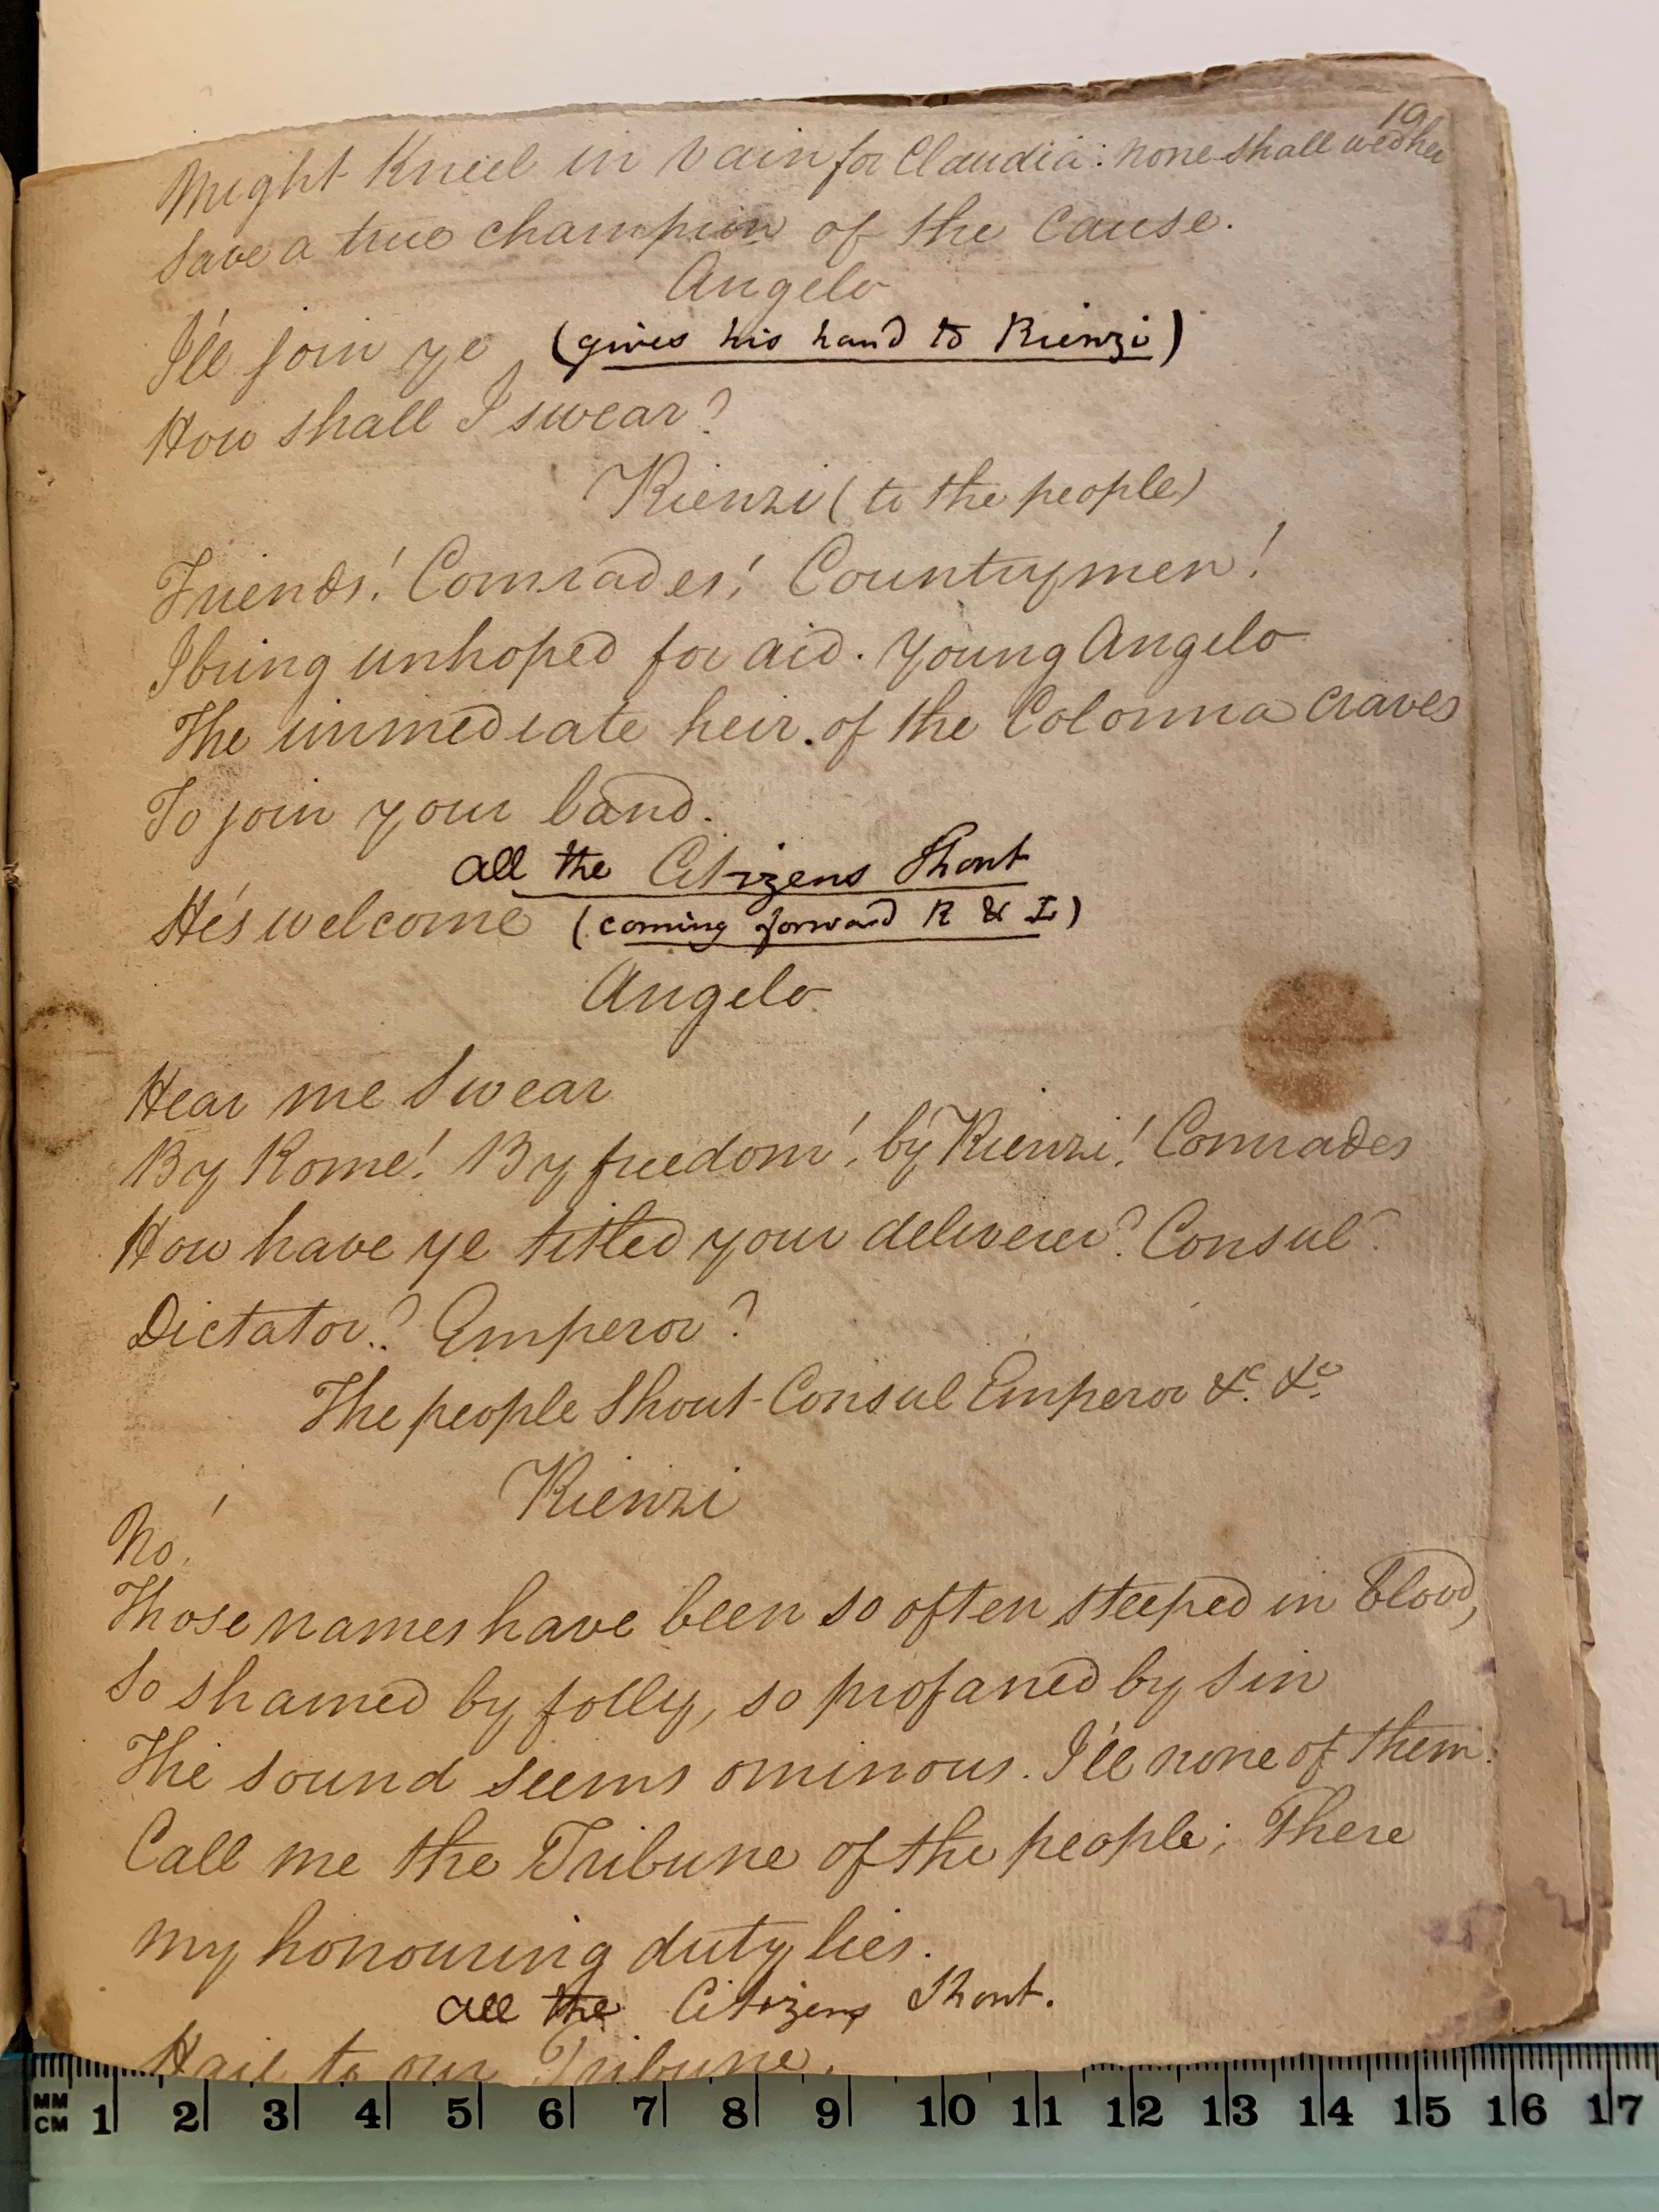 19
Might Kneel in vain for Claudia: none shall wed her
Save a true champion of the Cause.
Angelo
I'll join ye (gives his hand to Rienzi)
How shall I swear?
Rienzi (to the people)
Friends! Comrades! Countrymen!
I bring unhoped for aid. Young Angelo
The immediate heir of the Colonna craves
To join your band.
all the Citizens Shout
He's welcome (coming forward R & L)
Angelo
Hear me Swear
By Rome! By freedom! by Rienzi! Comrades
How have ye titled your deliverer? Consul?
Dictator? Emperor?
The people Shout - Consul Emperor &c. &c.
Rienzi
No!
Those names have been so often steeped in blood,
So shamed by folly, so profaned by Sin
The sound seems ominous. I'll none of them.
Call me the Tribune of the people; There
my honouring duty lies.
all the Citizens Shout.
Hail to our Tribune.
MM
CM 1 2 3 4 5 6 7 8 9 10 11 12 13 14 15 16 17